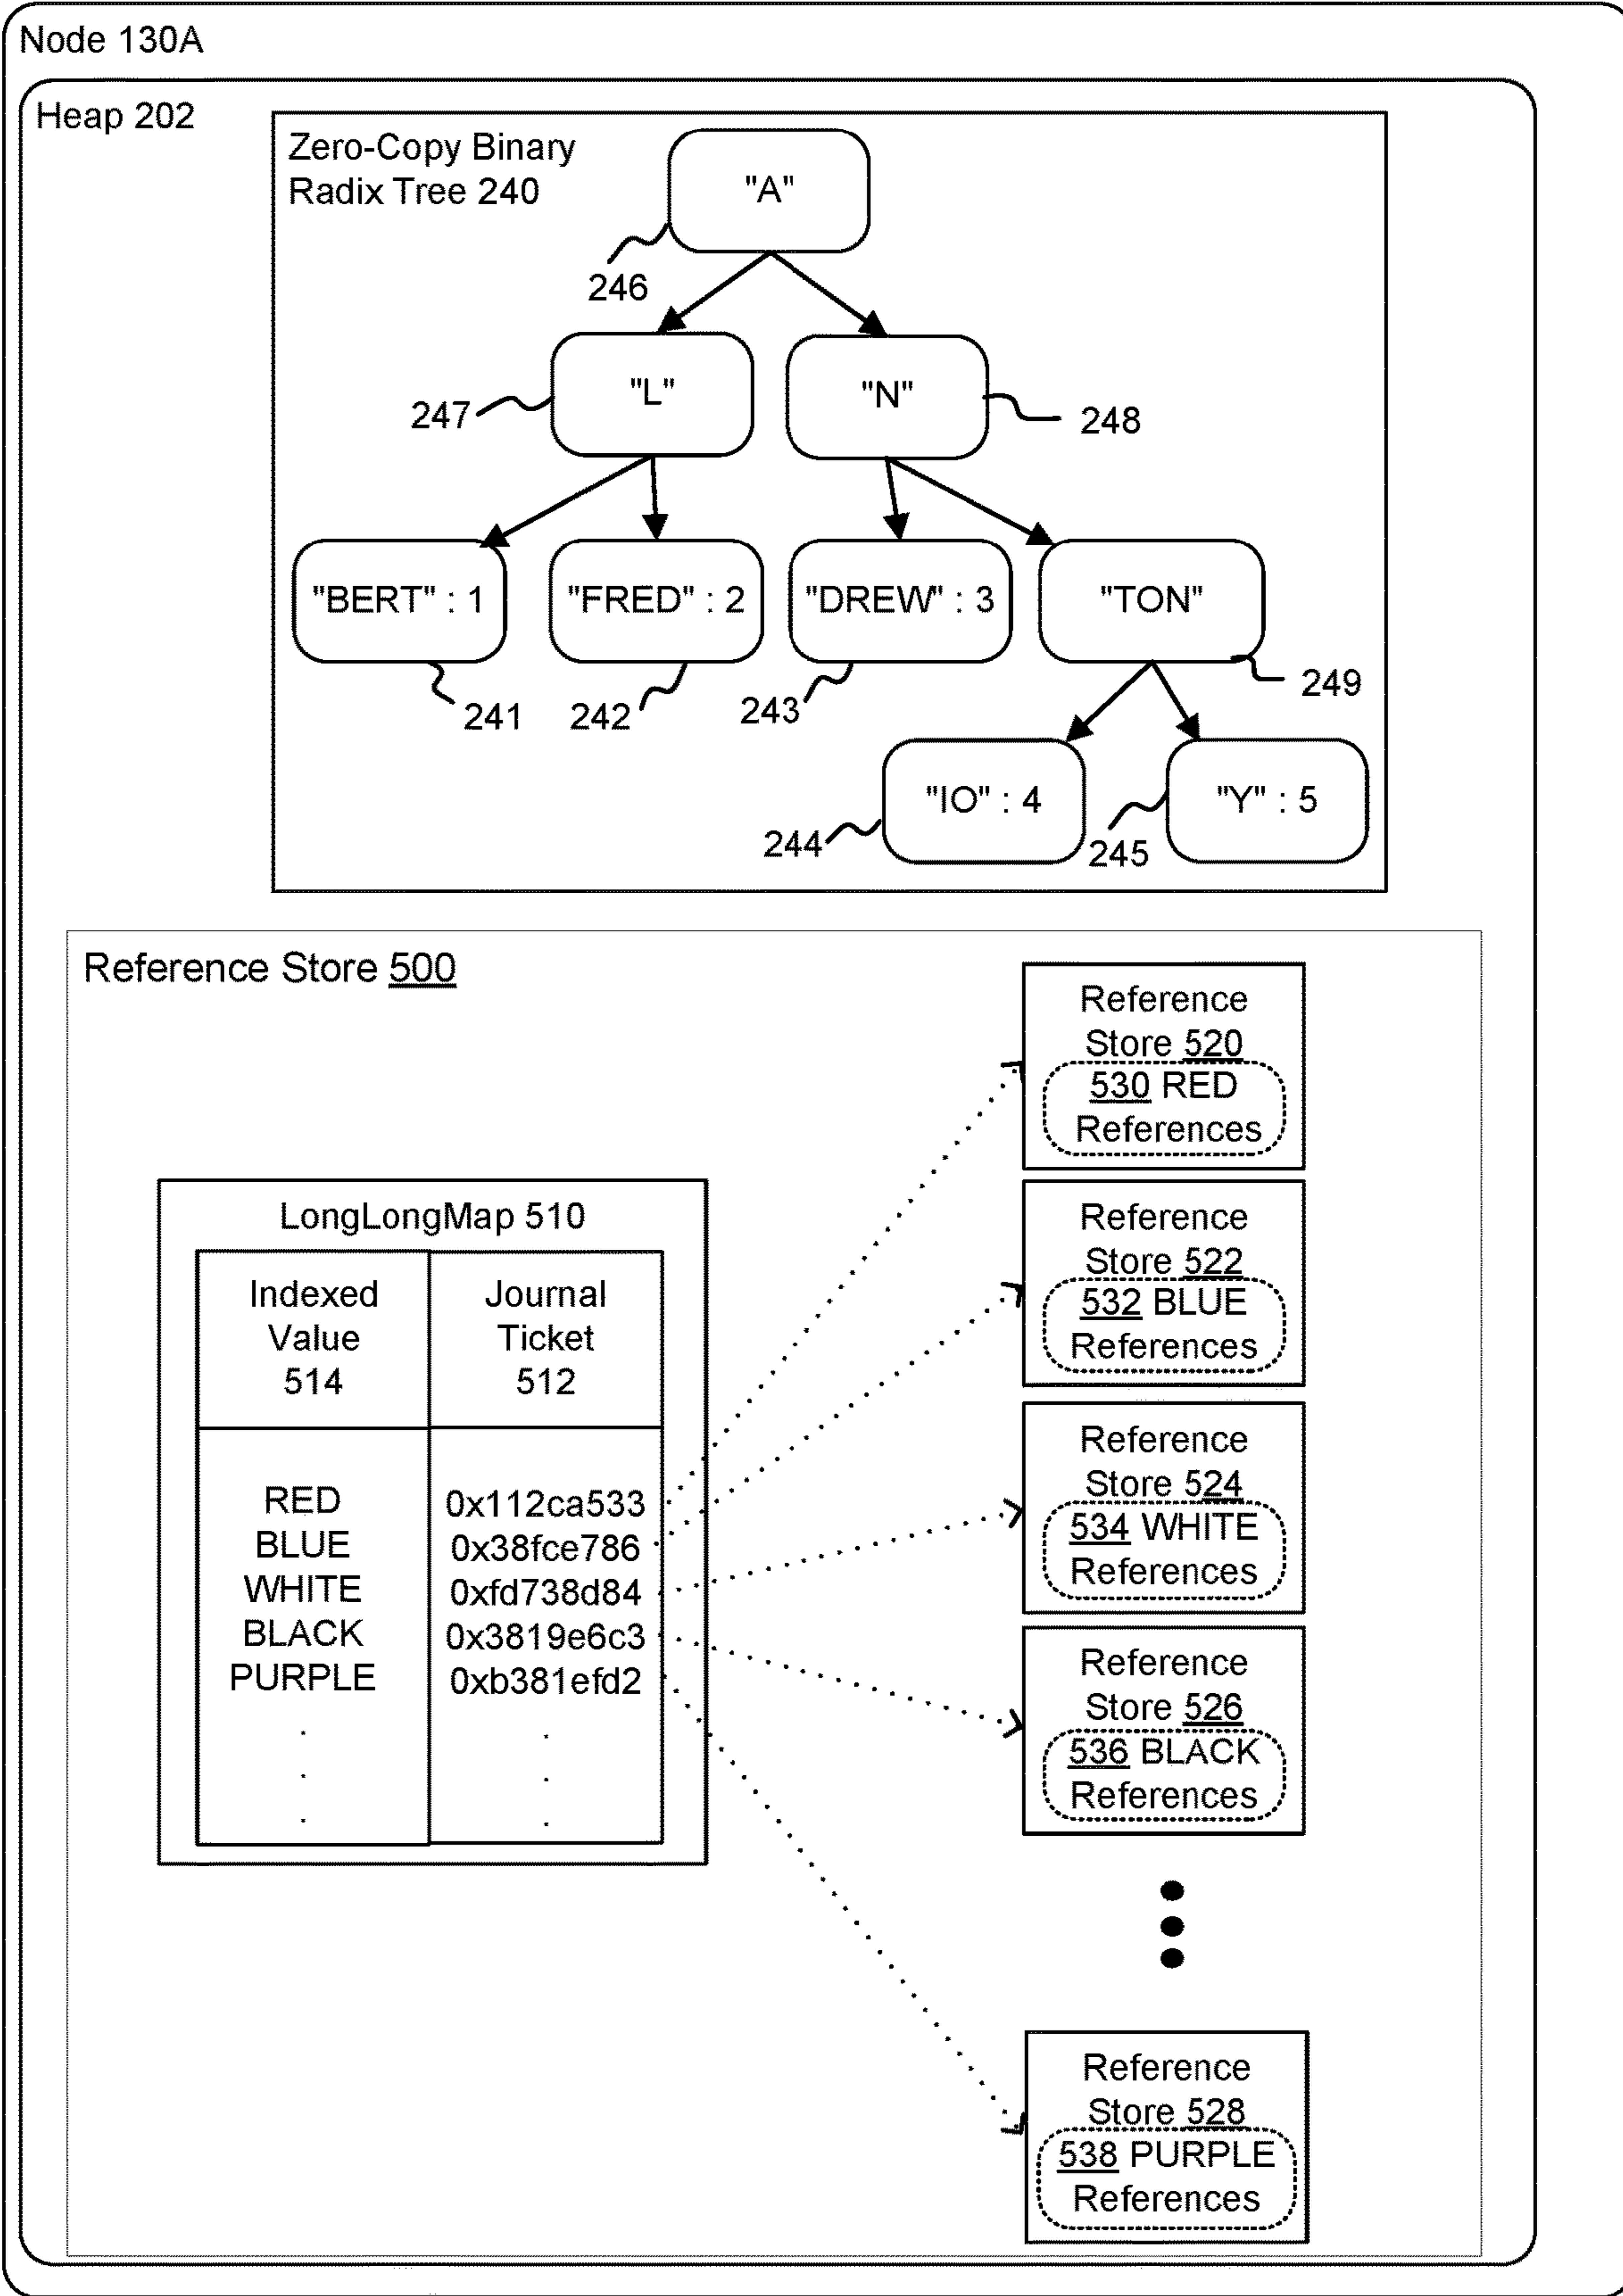 Node 130A
Heap 202
Zero-Copy Binary
Radix Tree 240
"A"
246
"L"
"N"
247
248
"BERT" : 1
"FRED" : 2
"DREW" : 3
"TON"
241
242
243
249
"IO" : 4
"Y" : 5
244
245
Reference Store 500
Reference
Store 520
530 RED
References
Reference
Store 522
532 BLUE
References
Reference
Store 524
534 WHITE
References
Reference
Store 526
536 BLACK
References
Reference
Store 528
538 PURPLE
References
LongLongMap 510
Indexed
Value
514
Journal
Ticket
512
RED 0x112ca533
BLUE 0x38fce786
WHITE 0xfd738d84
BLACK 0x3819e6c3
PURPLE 0xb381efd2